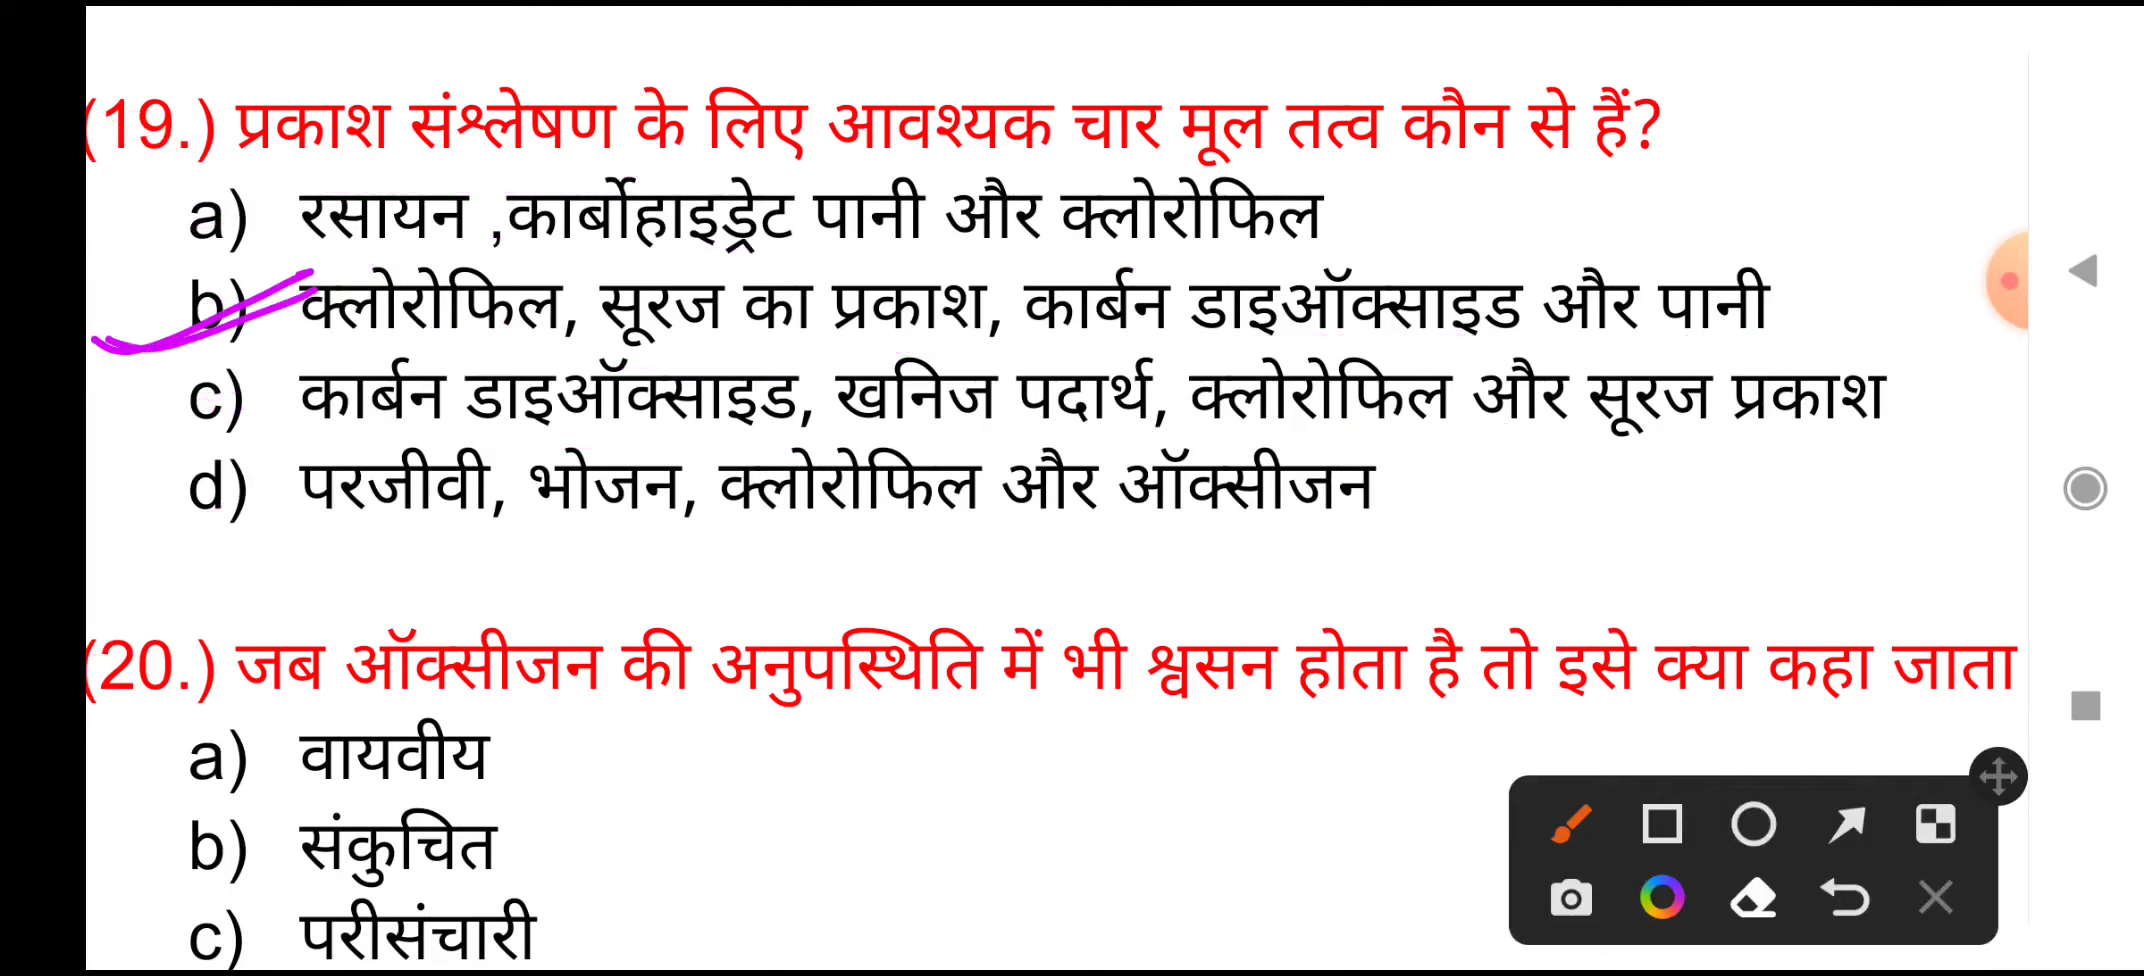 (19.) प्रकाश संश्लेषण के लिए आवश्यक चार मूल तत्व कौन से हैं?
a) रसायन ,कार्बोहाइड्रेट पानी और क्लोरोफिल
b) क्लोरोफिल, सूरज का प्रकाश, कार्बन डाइऑक्साइड और पानी
c) कार्बन डाइऑक्साइड, खनिज पदार्थ, क्लोरोफिल और सूरज प्रकाश
d) परजीवी, भोजन, क्लोरोफिल और ऑक्सीजन
(20.) जब ऑक्सीजन की अनुपस्थिति में भी श्वसन होता है तो इसे क्या कहा जाता
a) वायवीय
b) संकुचित
c) परीसंचारी